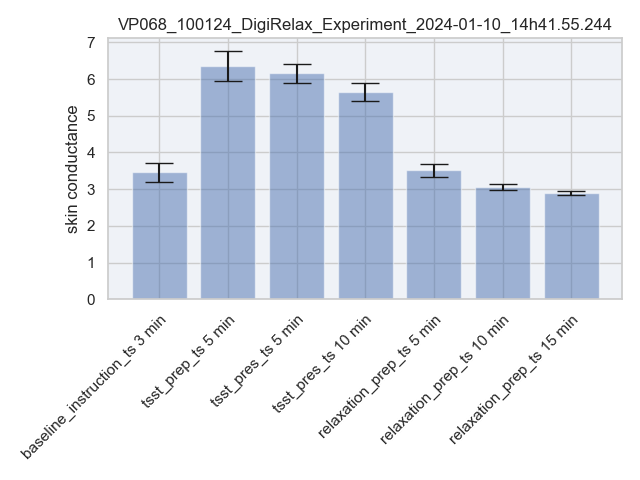 VP068_100124_DigiRelax_Experiment_2024-01-10_14h41.55.244
7
6
5
4
3
2
1
0
skin conductance
baseline_instruction_ts 3 min
tsst_prep_ts 5 min
tsst_pres_ts 5 min
tsst_pres_ts 10 min
relaxation_prep_ts 5 min
relaxation_prep_ts 10 min
relaxation_prep_ts 15 min